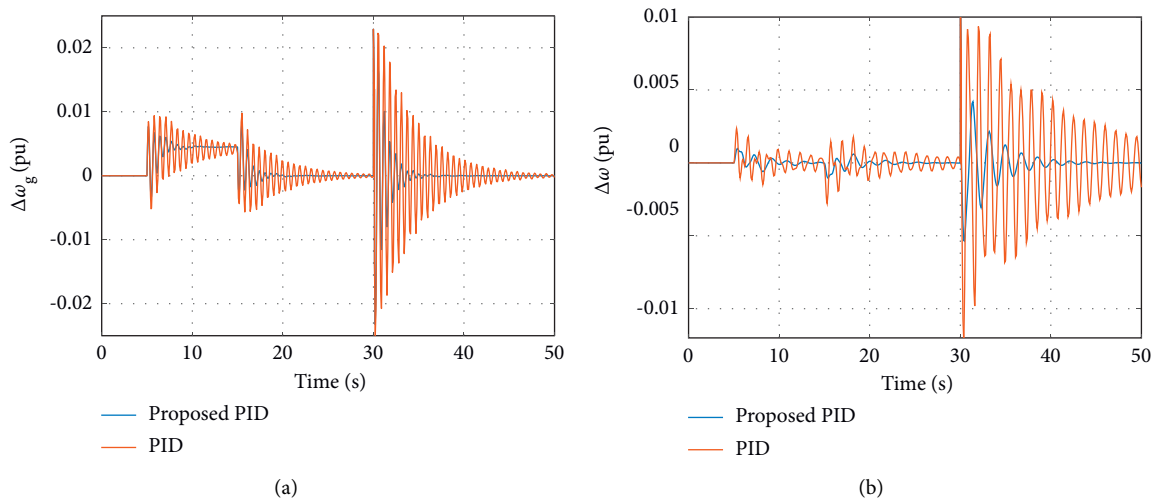 0.02
0.01
0
-0.01
-0.02
Δω_g (pu)
0 10 20 30 40 50
Time (s)
Proposed PID
PID
(a)
0.01
0.005
0
-0.005
-0.01
Δω (pu)
0 10 20 30 40 50
Time (s)
Proposed PID
PID
(b)